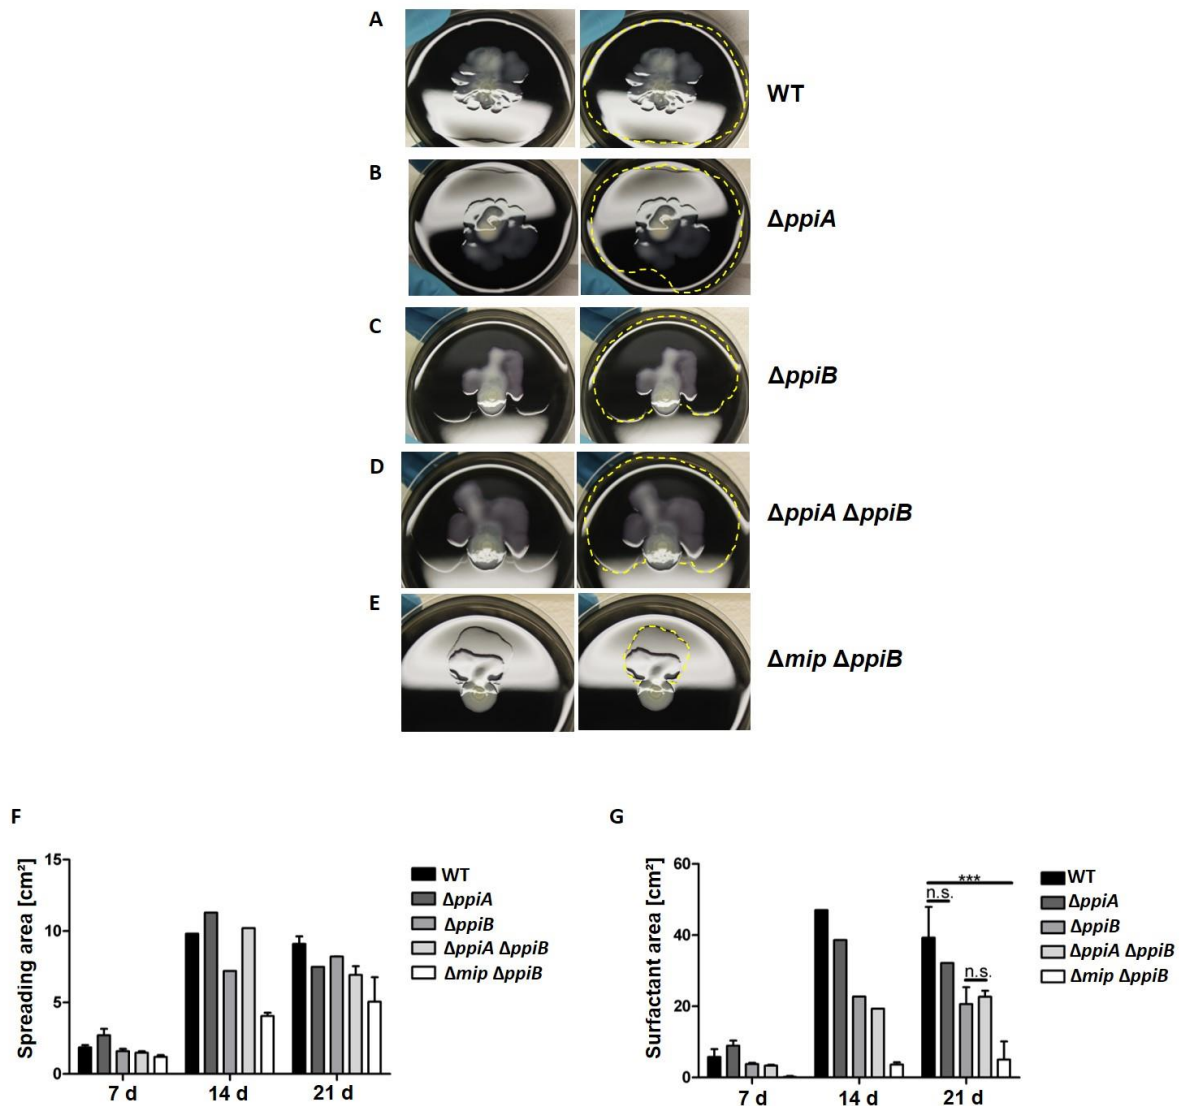 A
WT
B
ΔppiA
C
ΔppiB
D
ΔppiA ΔppiB
E
Δmip ΔppiB
F
Spreading area [cm²]
15
10
5
0
7 d
14 d
21 d
WT
ΔppiA
ΔppiB
ΔppiA ΔppiB
Δmip ΔppiB
G
Surfactant area [cm²]
60
40
20
0
7 d
14 d
21 d
***
n.s.
n.s.
WT
ΔppiA
ΔppiB
ΔppiA ΔppiB
Δmip ΔppiB